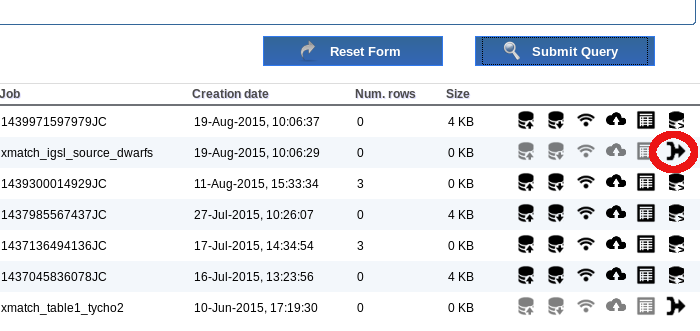 Reset Form Submit Query
Job Creation date Num. rows Size
1439971597979JC 19-Aug-2015, 10:06:37 0 4 KB
xmatch_igsl_source_dwarfs 19-Aug-2015, 10:06:29 0 0 KB
1439300014929JC 11-Aug-2015, 15:33:34 3 0 KB
1437985567437JC 27-Jul-2015, 10:26:07 0 4 KB
1437136494136JC 17-Jul-2015, 14:34:54 3 0 KB
1437045836078JC 16-Jul-2015, 13:23:56 0 4 KB
xmatch_table1_tycho2 10-Jun-2015, 17:19:30 0 0 KB